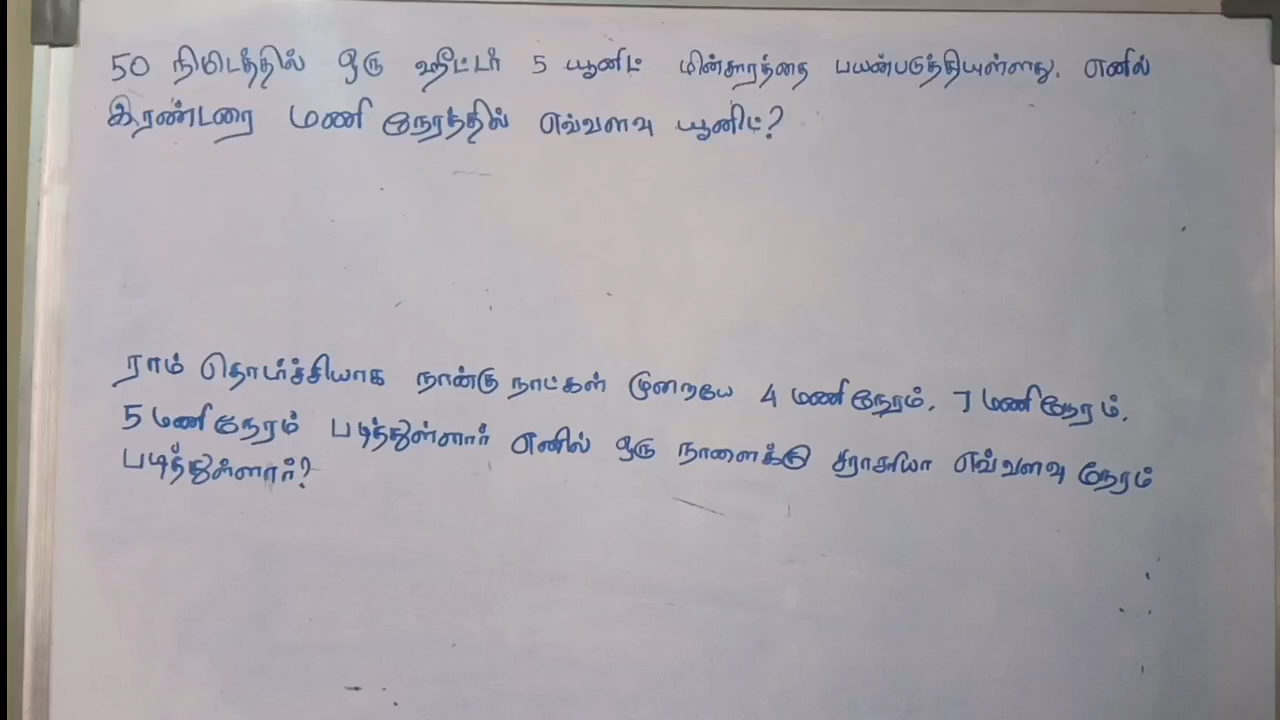 50 நிமிடத்தில் ஒரு ஹீட்டர் 5 யூனிட் மின்சாரத்தை பயன்படுத்தியுள்ளது. எனில்
இரண்டரை மணி நேரத்தில் எவ்வளவு யூனிட்?
ராம் தொடர்ச்சியாக நான்கு நாட்கள் முறையே 4 மணிநேரம், 7 மணிநேரம்,
5 மணிநேரம் படித்துள்ளார் எனில் ஒரு நாளைக்கு சராசரியா எவ்வளவு நேரம்
படித்துள்ளார்?